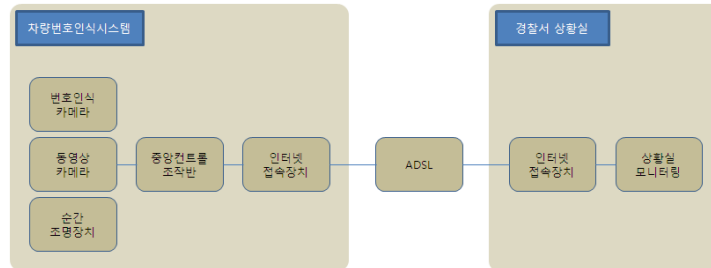 차량번호인식시스템
경찰서 상황실
번호인식
카메라
동영상
카메라
중앙컨트롤
조작반
인터넷
접속장치
ADSL
인터넷
접속장치
상황실
모니터링
순간
조명장치